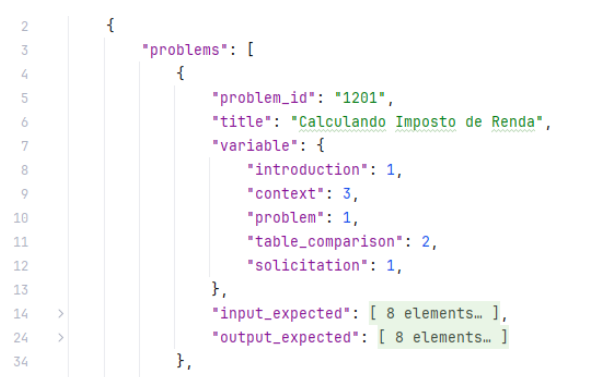 2 {
3 "problems": [
4 {
5 "problem_id": "1201",
6 "title": "Calculando Imposto de Renda",
7 "variable": {
8 "introduction": 1,
9 "context": 3,
10 "problem": 1,
11 "table_comparison": 2,
12 "solicitation": 1,
13 },
14 > "input_expected": [ 8 elements… ],
24 > "output_expected": [ 8 elements… ]
34 },